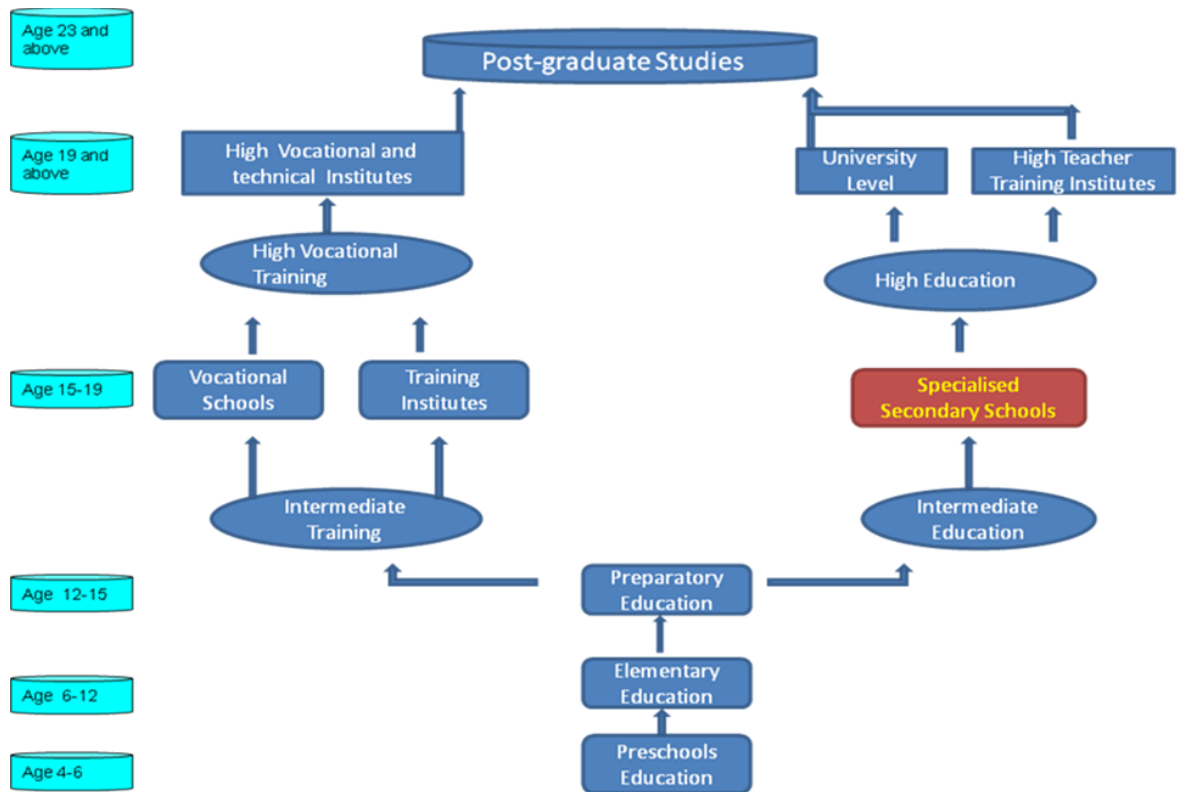 Age 23 and
above
Post-graduate Studies
Age 19 and
above
High Vocational and
technical Institutes
University
Level
High Teacher
Training Institutes
High Vocational
Training
High Education
Age 15-19
Vocational
Schools
Training
Institutes
Specialised
Secondary Schools
Intermediate
Training
Intermediate
Education
Age 12-15
Preparatory
Education
Age 6-12
Elementary
Education
Age 4-6
Preschools
Education